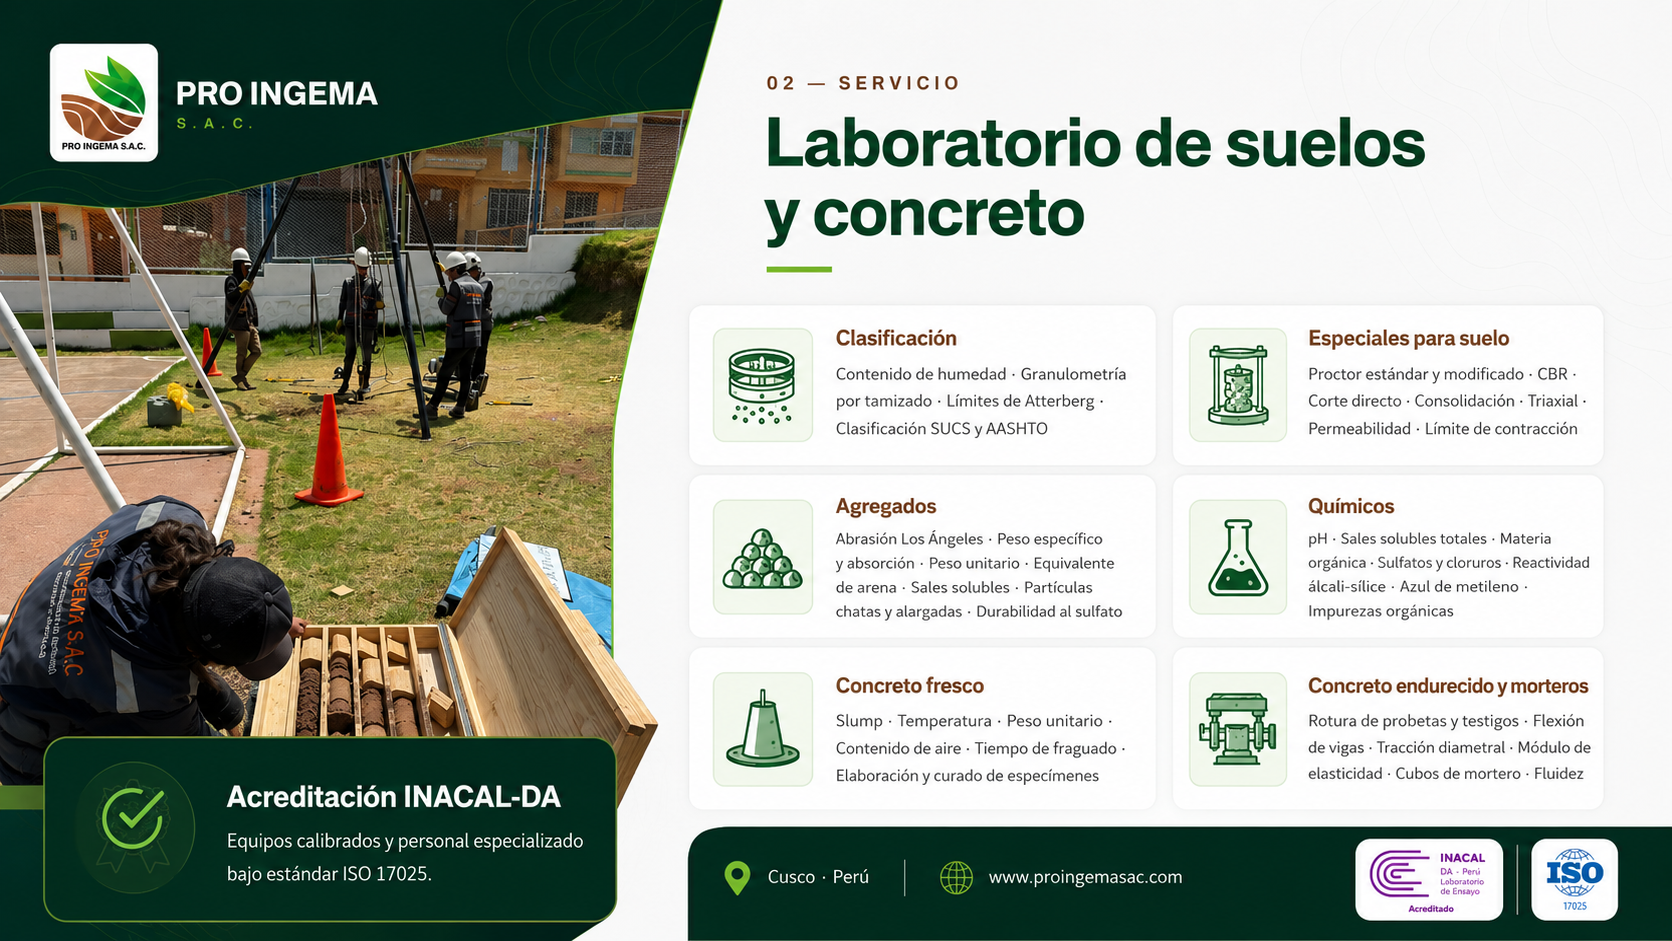 PRO INGEMA S.A.C.
PRO INGEMA
S.A.C.
02 — SERVICIO
Laboratorio de suelos
y concreto
Clasificación
Contenido de humedad · Granulometría
por tamizado · Límites de Atterberg ·
Clasificación SUCS y AASHTO
Especiales para suelo
Proctor estándar y modificado · CBR ·
Corte directo · Consolidación · Triaxial ·
Permeabilidad · Límite de contracción
Agregados
Abrasión Los Ángeles · Peso específico
y absorción · Peso unitario · Equivalente
de arena · Sales solubles · Partículas
chatas y alargadas · Durabilidad al sulfato
Químicos
pH · Sales solubles totales · Materia
orgánica · Sulfatos y cloruros · Reactividad
álcali-sílice · Azul de metileno ·
Impurezas orgánicas
Concreto fresco
Slump · Temperatura · Peso unitario ·
Contenido de aire · Tiempo de fraguado ·
Elaboración y curado de especímenes
Concreto endurecido y morteros
Rotura de probetas y testigos · Flexión
de vigas · Tracción diametral · Módulo de
elasticidad · Cubos de mortero · Fluidez
PRO INGEMA S.A.C
Acreditación INACAL-DA
Equipos calibrados y personal especializado
bajo estándar ISO 17025.
Cusco · Perú
www.proingemasac.com
INACAL
DA - Perú
Laboratorio
de Ensayo
Acreditado
ISO
17025